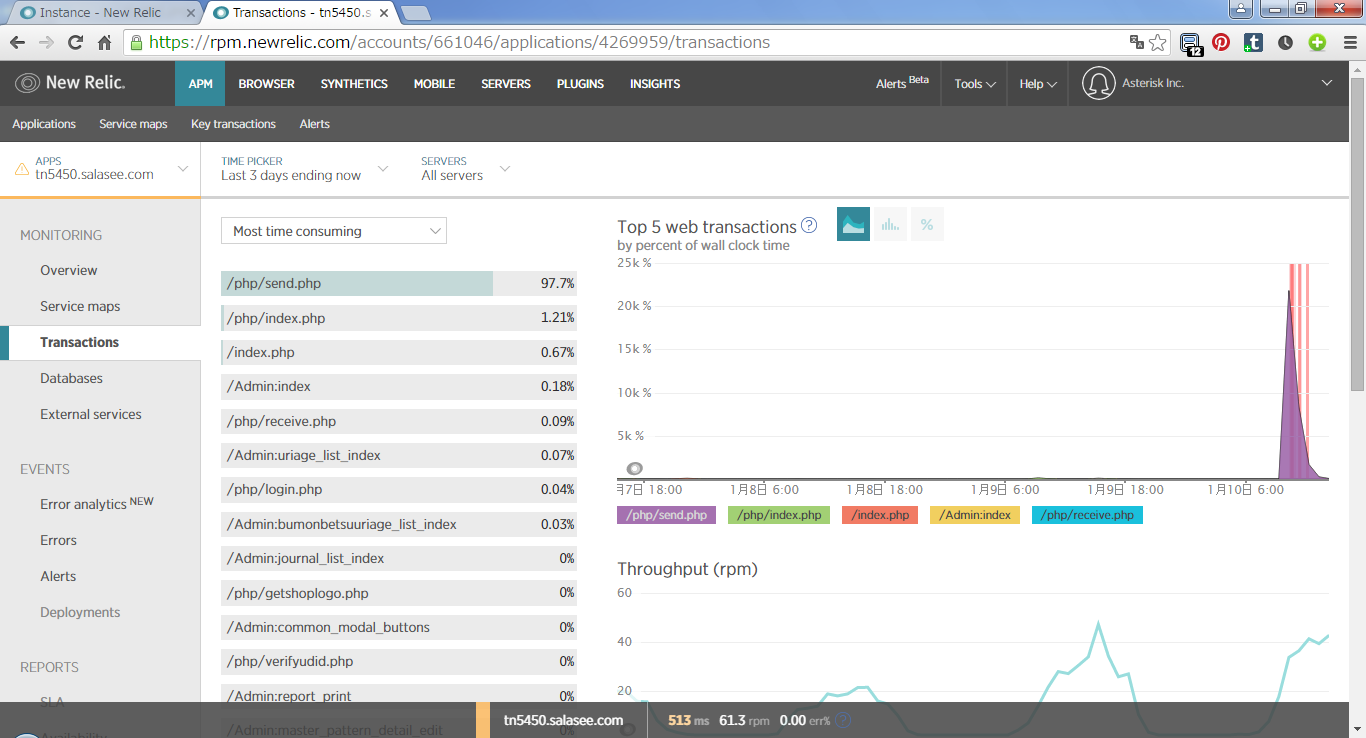 Instance - New Relic
Transactions - tn5450.s
https://rpm.newrelic.com/accounts/661046/applications/4269959/transactions
12
New Relic.
APM
BROWSER
SYNTHETICS
MOBILE
SERVERS
PLUGINS
INSIGHTS
Alerts Beta
Tools
Help
Asterisk Inc.
Applications
Service maps
Key transactions
Alerts
APPS
tn5450.salasee.com
TIME PICKER
Last 3 days ending now
SERVERS
All servers
MONITORING
Overview
Service maps
Transactions
Databases
External services
EVENTS
Error analytics NEW
Errors
Alerts
Deployments
REPORTS
SLA
Availability
Most time consuming
/php/send.php 97.7%
/php/index.php 1.21%
/index.php 0.67%
/Admin:index 0.18%
/php/receive.php 0.09%
/Admin:uriage_list_index 0.07%
/php/login.php 0.04%
/Admin:bumonbetsuuriage_list_index 0.03%
/Admin:journal_list_index 0%
/php/getshoplogo.php 0%
/Admin:common_modal_buttons 0%
/php/verifyudid.php 0%
/Admin:report_print 0%
/Admin:master_pattern_detail_edit 0%
Top 5 web transactions ?
%
by percent of wall clock time
25k %
20k %
15k %
10k %
5k %
月7日 18:00
1月8日 6:00
1月8日 18:00
1月9日 6:00
1月9日 18:00
1月10日 6:00
/php/send.php
/php/index.php
/index.php
/Admin:index
/php/receive.php
Throughput (rpm)
60
40
20
tn5450.salasee.com
513 ms 61.3 rpm 0.00 err% ?